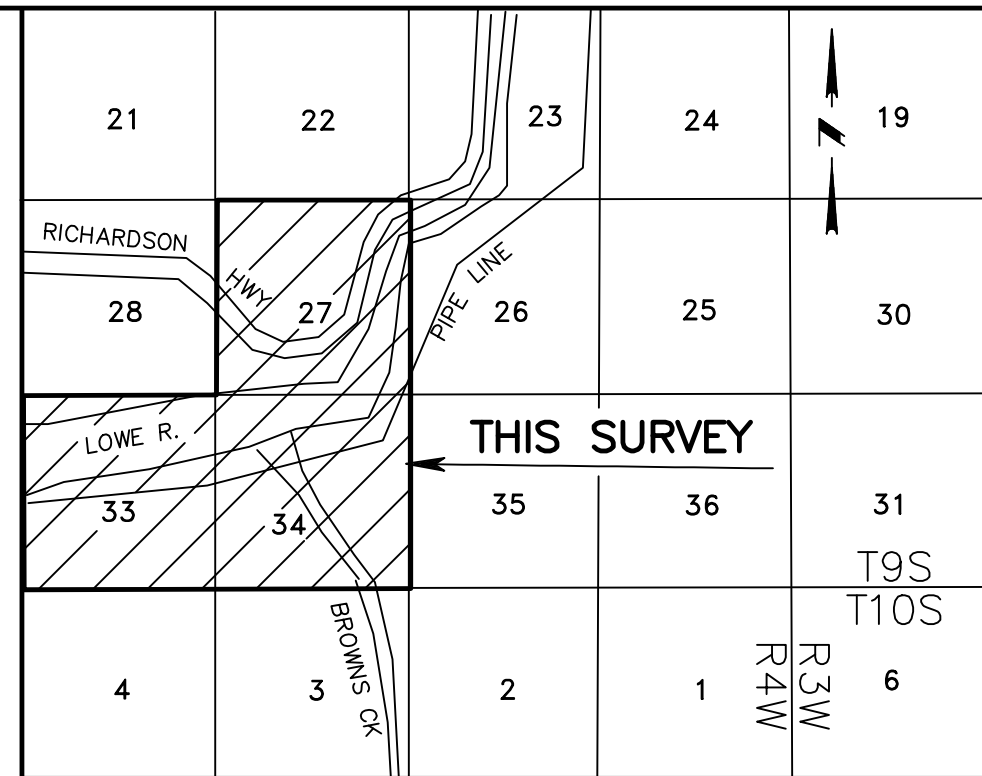 21 22 23 24 19
RICHARDSON
HWY
PIPE LINE
28 27 26 25 30
LOWE R.
THIS SURVEY
33 34 35 36 31
T9S
T10S
BROWNS CK
R4W
R3W
4 3 2 1 6